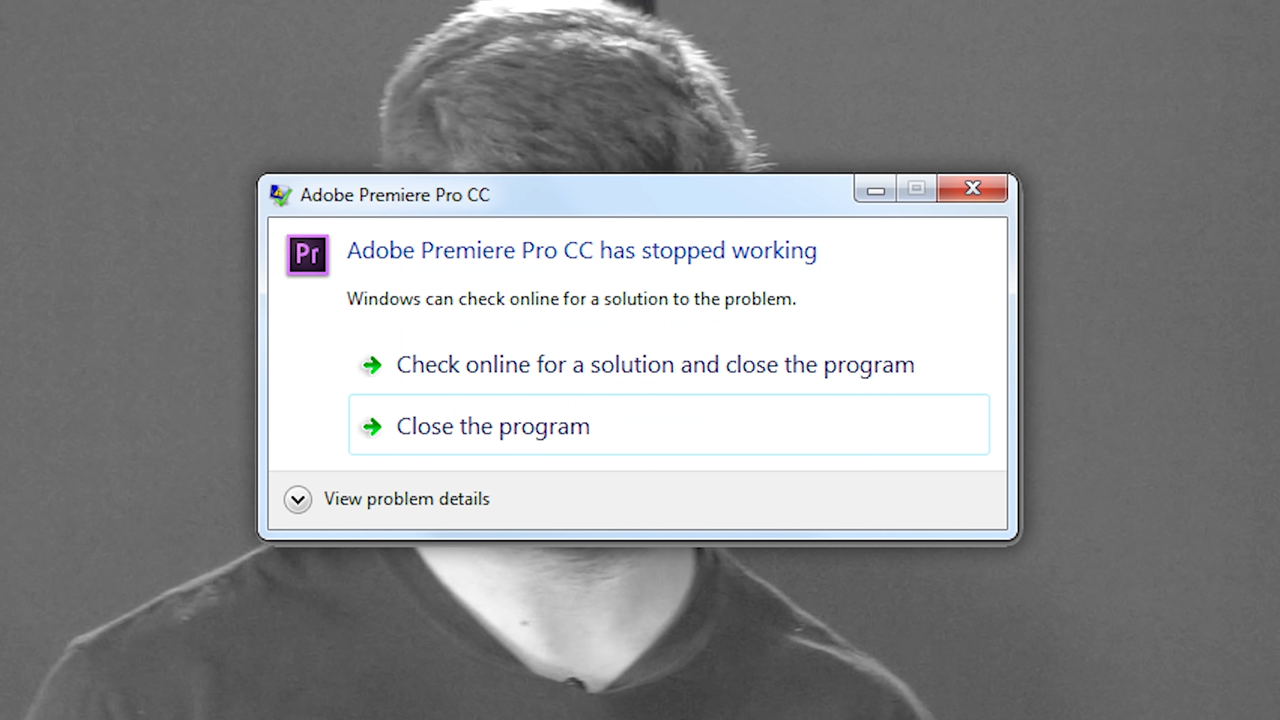 Adobe Premiere Pro CC
Pr
Adobe Premiere Pro CC has stopped working
Windows can check online for a solution to the problem.
Check online for a solution and close the program
Close the program
View problem details